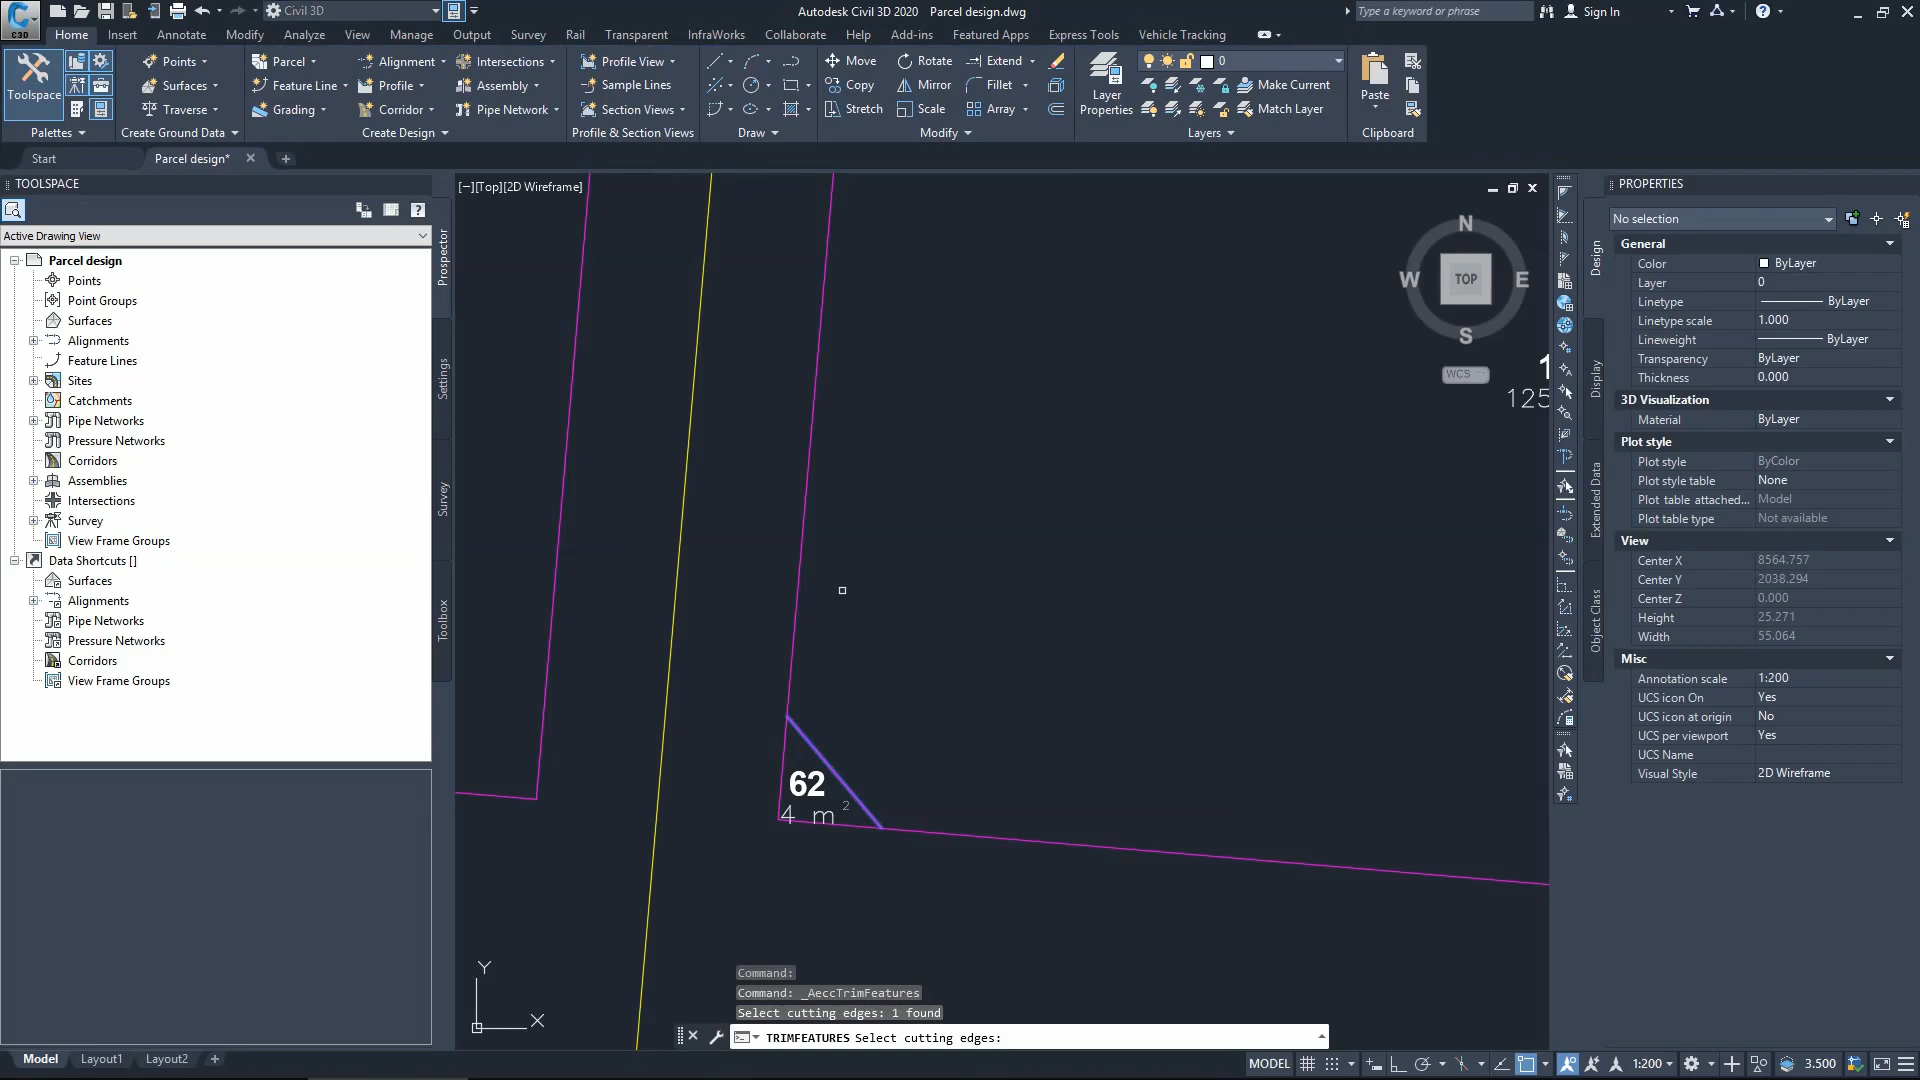 C3D
Civil 3D
Autodesk Civil 3D 2020 Parcel design.dwg
Type a keyword or phrase
Sign In
Home Insert Annotate Modify Analyze View Manage Output Survey Rail Transparent InfraWorks Collaborate Help Add-ins Featured Apps Express Tools Vehicle Tracking
Toolspace
Points
Surfaces
Traverse
Parcel
Feature Line
Grading
Alignment
Profile
Corridor
Intersections
Assembly
Pipe Network
Profile View
Sample Lines
Section Views
Move
Copy
Stretch
Rotate
Mirror
Scale
Extend
Fillet
Array
Layer
Properties
0
Make Current
Match Layer
Paste
Palettes
Create Ground Data
Create Design
Profile & Section Views
Draw
Modify
Layers
Clipboard
Start
Parcel design*
TOOLSPACE
Active Drawing View
Parcel design
Points
Point Groups
Surfaces
Alignments
Feature Lines
Sites
Catchments
Pipe Networks
Pressure Networks
Corridors
Assemblies
Intersections
Survey
View Frame Groups
Data Shortcuts []
Surfaces
Alignments
Pipe Networks
Pressure Networks
Corridors
View Frame Groups
Prospector
Settings
Survey
Toolbox
[−][Top][2D Wireframe]
N
W
TOP
E
S
WCS
1
125
62
4 m 2
Y
X
Command:
Command: _AeccTrimFeatures
Select cutting edges: 1 found
TRIMFEATURES Select cutting edges:
PROPERTIES
No selection
Design
Display
Extended Data
Object Class
General
Color ByLayer
Layer 0
Linetype ByLayer
Linetype scale 1.000
Lineweight ByLayer
Transparency ByLayer
Thickness 0.000
3D Visualization
Material ByLayer
Plot style
Plot style ByColor
Plot style table None
Plot table attached... Model
Plot table type Not available
View
Center X 8564.757
Center Y 2038.294
Center Z 0.000
Height 25.271
Width 55.064
Misc
Annotation scale 1:200
UCS icon On Yes
UCS icon at origin No
UCS per viewport Yes
UCS Name
Visual Style 2D Wireframe
Model Layout1 Layout2
MODEL
1:200
3.500